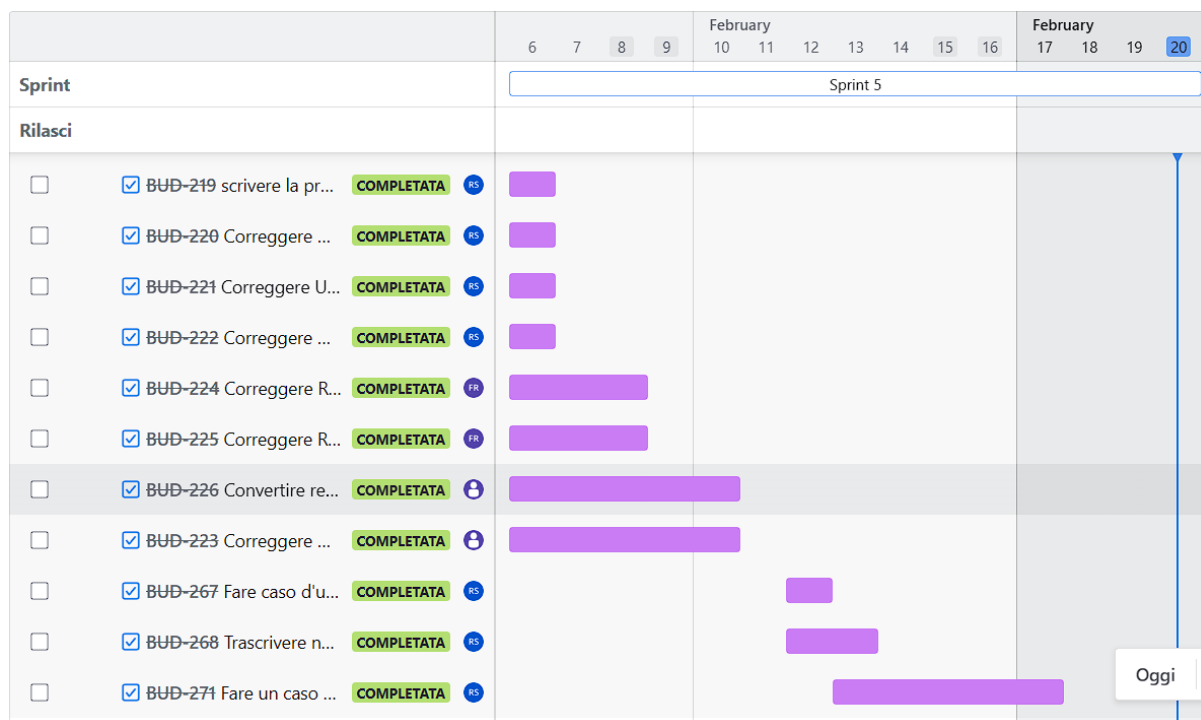 February
February
6 7 8 9 10 11 12 13 14 15 16 17 18 19 20
Sprint
Sprint 5
Rilasci
BUD-219 scrivere la pr... COMPLETATA RS
BUD-220 Correggere ... COMPLETATA RS
BUD-221 Correggere U... COMPLETATA RS
BUD-222 Correggere ... COMPLETATA RS
BUD-224 Correggere R... COMPLETATA FR
BUD-225 Correggere R... COMPLETATA FR
BUD-226 Convertire re... COMPLETATA
BUD-223 Correggere ... COMPLETATA
BUD-267 Fare caso d'u... COMPLETATA RS
BUD-268 Trascrivere n... COMPLETATA RS
BUD-271 Fare un caso ... COMPLETATA RS
Oggi